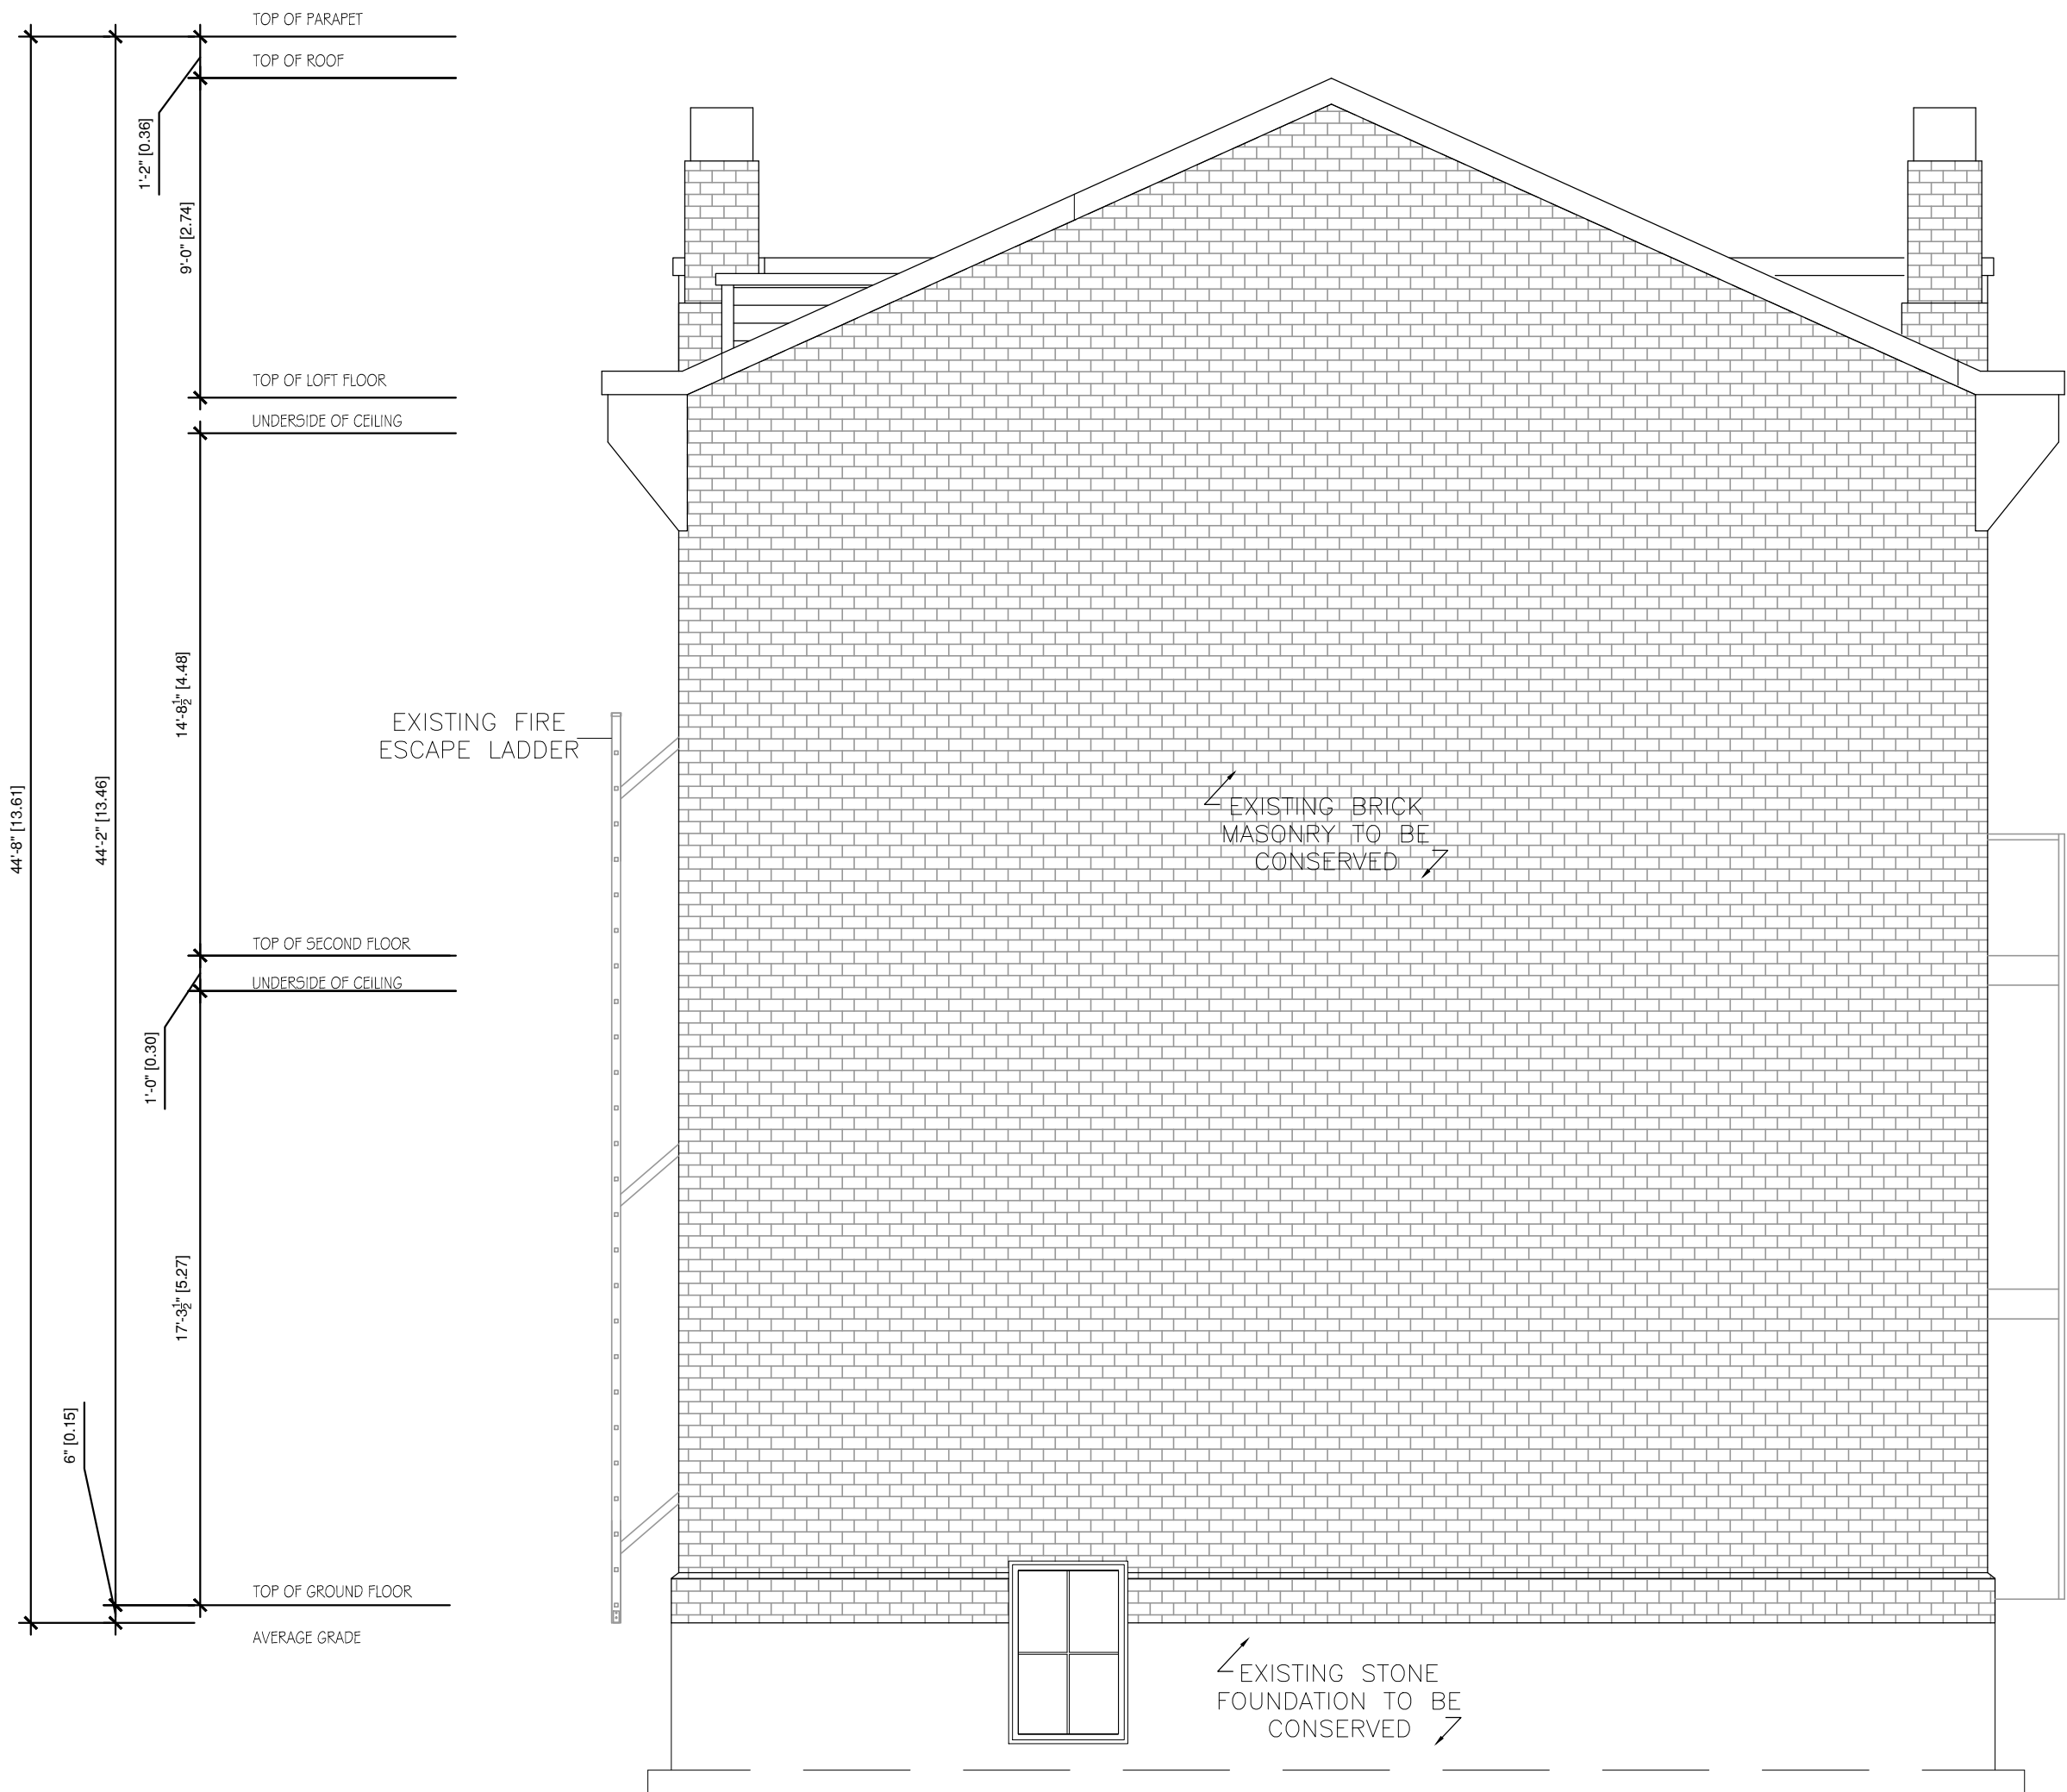 TOP OF PARAPET
TOP OF ROOF
1'-2" [0.36]
9'-0" [2.74]
TOP OF LOFT FLOOR
UNDERSIDE OF CEILING
14'-8½" [4.48]
EXISTING FIRE
ESCAPE LADDER
44'-8" [13.61]
44'-2" [13.46]
EXISTING BRICK
MASONRY TO BE
CONSERVED
TOP OF SECOND FLOOR
UNDERSIDE OF CEILING
1'-0" [0.30]
17'-3½" [5.27]
6" [0.15]
TOP OF GROUND FLOOR
AVERAGE GRADE
EXISTING STONE
FOUNDATION TO BE
CONSERVED